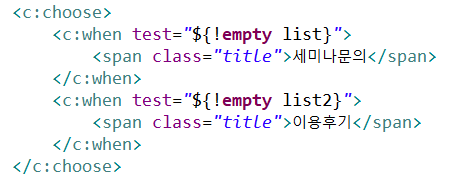 <c:choose>
    <c:when test="${!empty list}">
        <span class="title">세미나문의</span>
    </c:when>
    <c:when test="${!empty list2}">
        <span class="title">이용후기</span>
    </c:when>
</c:choose>